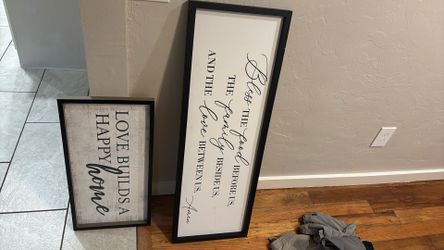 LOVE BUILDS A
HAPPY home
Bless THE food BEFORE US,
THE family BESIDE US,
AND THE love BETWEEN US.
Amen